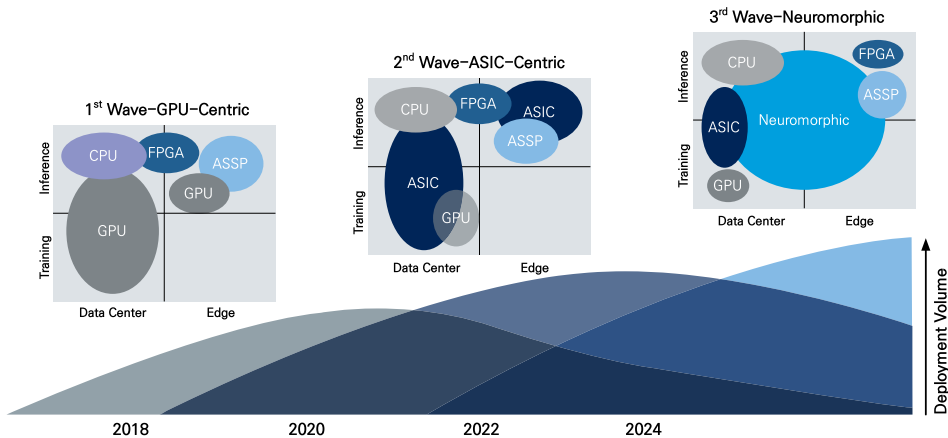 1st Wave–GPU–Centric
Inference
Training
CPU
FPGA
ASSP
GPU
GPU
Data Center
Edge
2nd Wave–ASIC-Centric
Inference
Training
CPU
FPGA
ASIC
ASSP
ASIC
GPU
Data Center
Edge
3rd Wave–Neuromorphic
Inference
Training
CPU
FPGA
ASSP
ASIC
Neuromorphic
GPU
Data Center
Edge
Deployment Volume
2018
2020
2022
2024